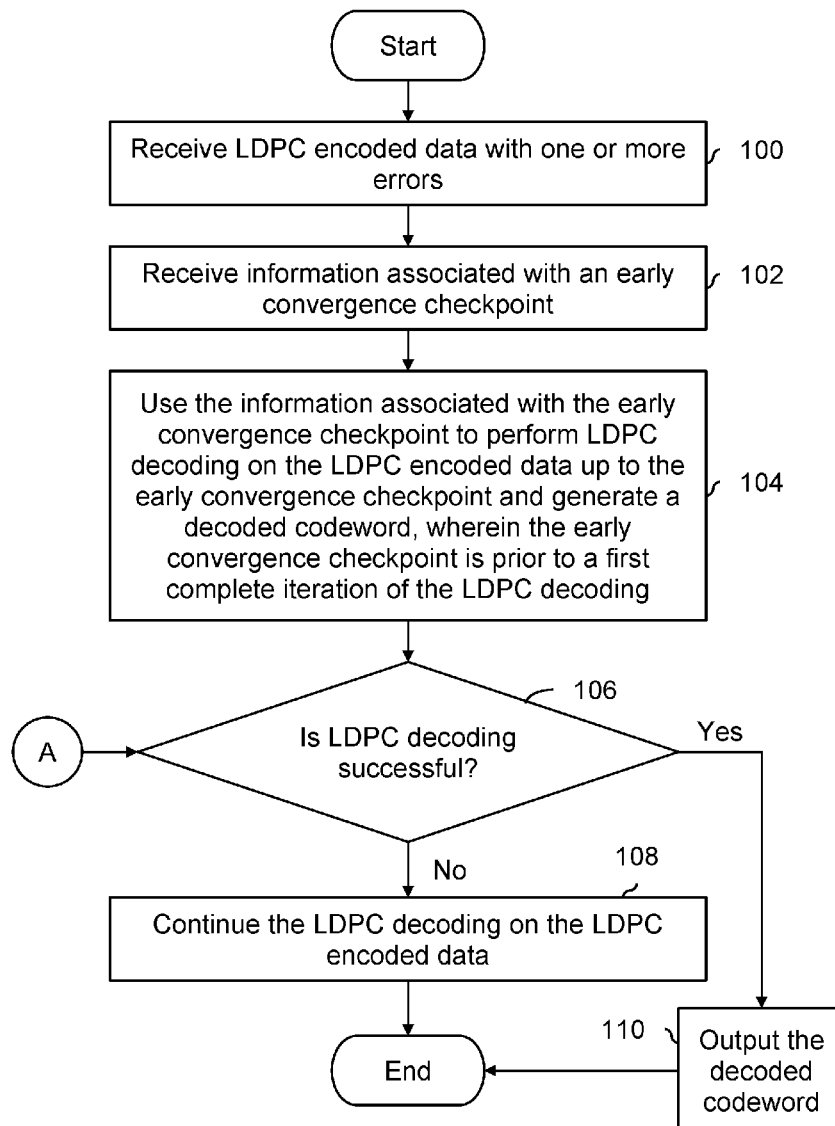 Start
Receive LDPC encoded data with one or more
errors
100
Receive information associated with an early
convergence checkpoint
102
Use the information associated with the early
convergence checkpoint to perform LDPC
decoding on the LDPC encoded data up to the
early convergence checkpoint and generate a
decoded codeword, wherein the early
convergence checkpoint is prior to a first
complete iteration of the LDPC decoding
104
106
A
Is LDPC decoding
successful?
Yes
No
108
Continue the LDPC decoding on the LDPC
encoded data
110
Output the
decoded
codeword
End